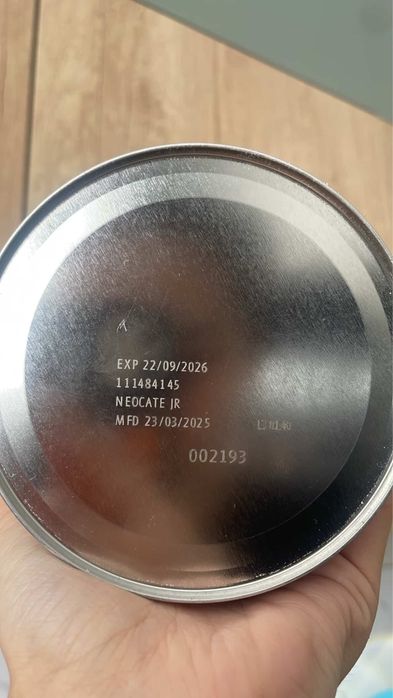 EXP 22/09/2026
111484145
NEOCATE JR
MFD 23/03/2025
002193